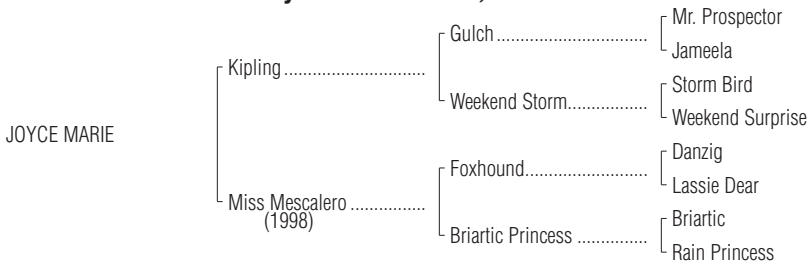 Mr. Prospector
Gulch
Jameela
Kipling
Storm Bird
Weekend Storm
Weekend Surprise
JOYCE MARIE
Danzig
Foxhound
Lassie Dear
Miss Mescalero
(1998)
Briartic
Briartic Princess
Rain Princess